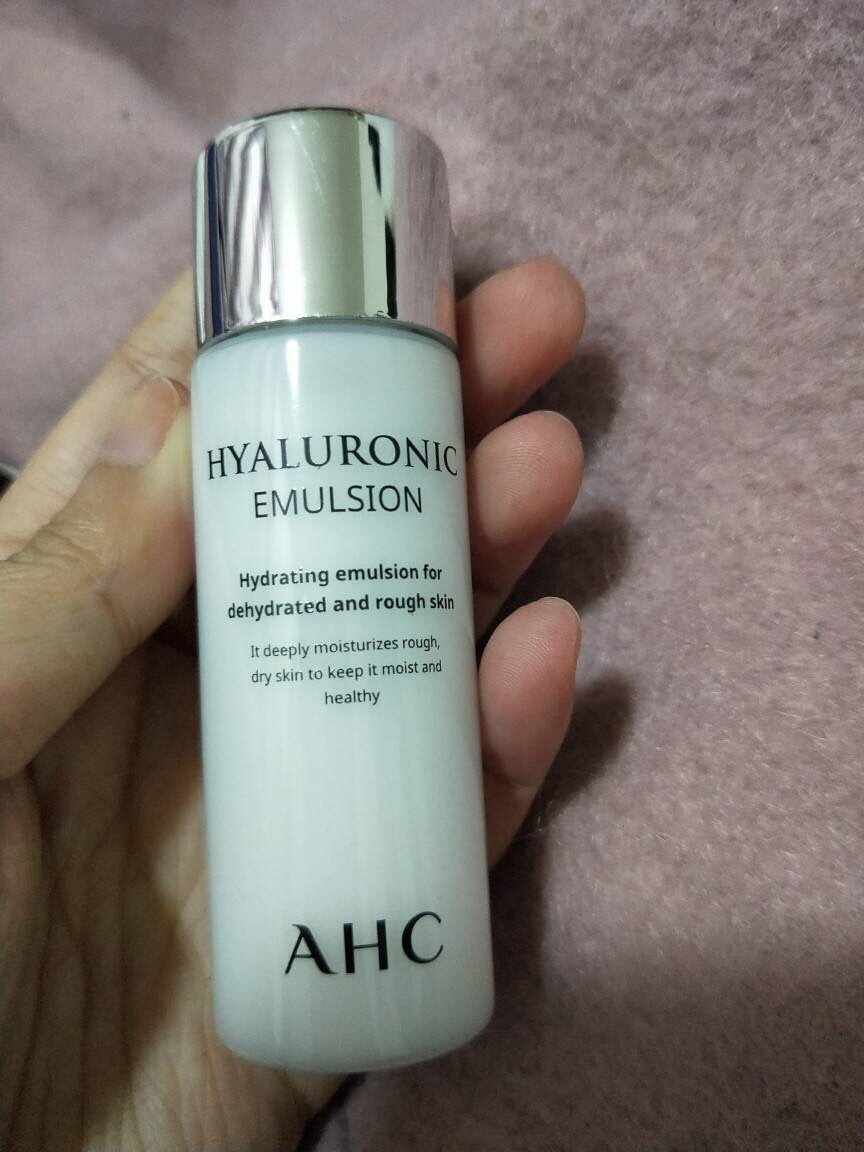 HYALURONIC
EMULSION
Hydrating emulsion for
dehydrated and rough skin
It deeply moisturizes rough,
dry skin to keep it moist and
healthy
AHC